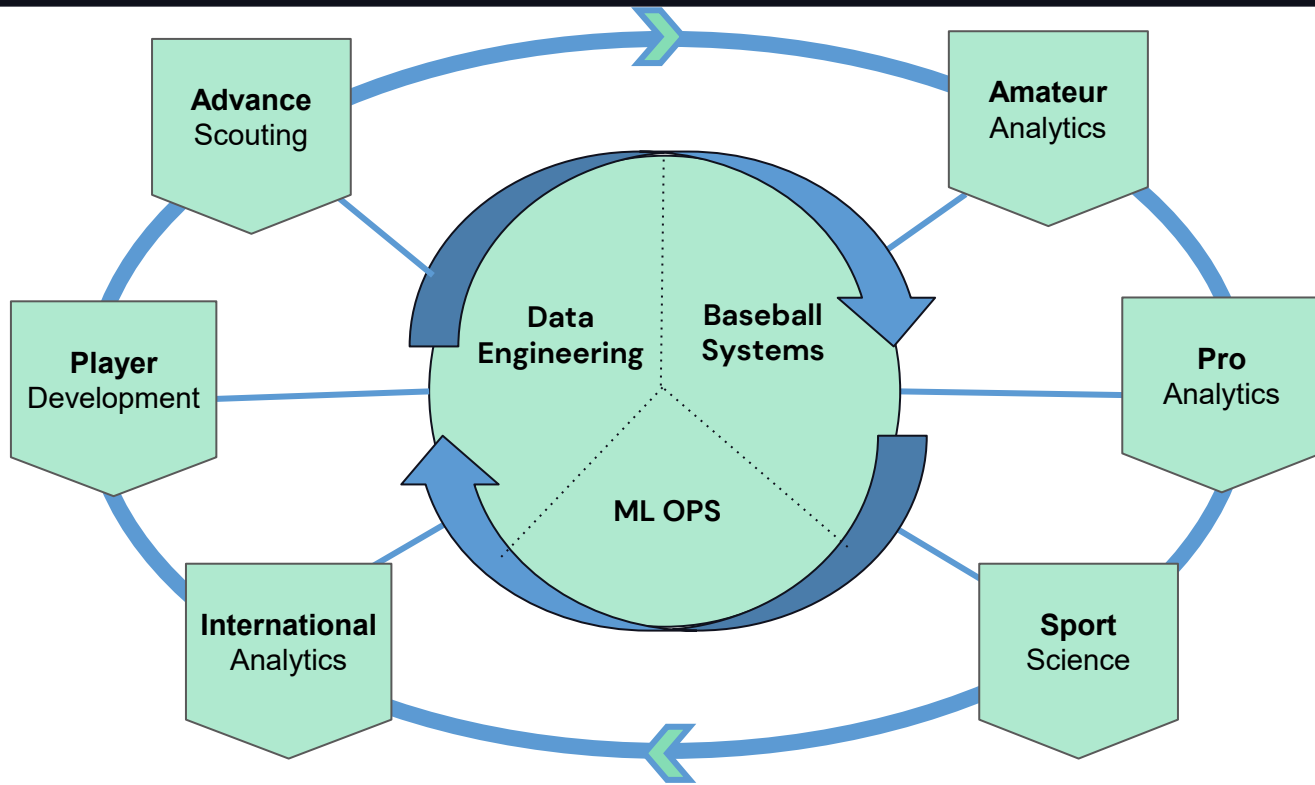 Advance
Scouting
Amateur
Analytics
Data
Engineering
Baseball
Systems
Player
Development
Pro
Analytics
ML OPS
International
Analytics
Sport
Science